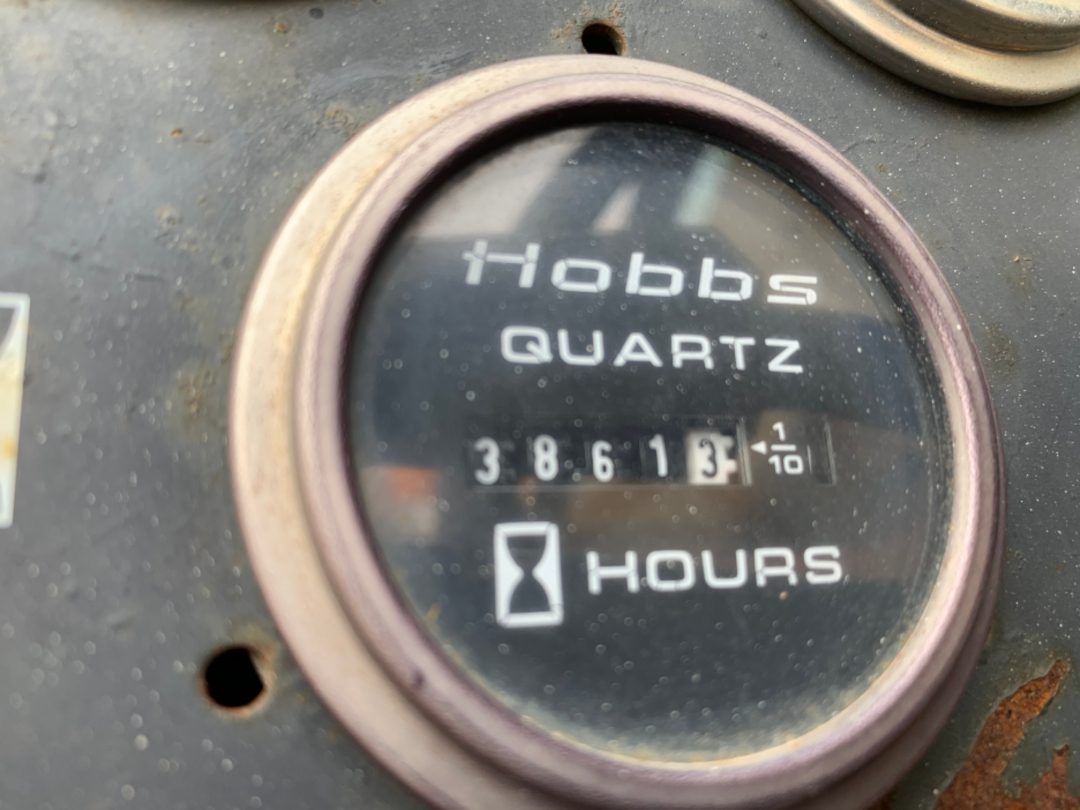 Hobbs
QUARTZ
3 8 6 1 3 ◄ 1/10
HOURS